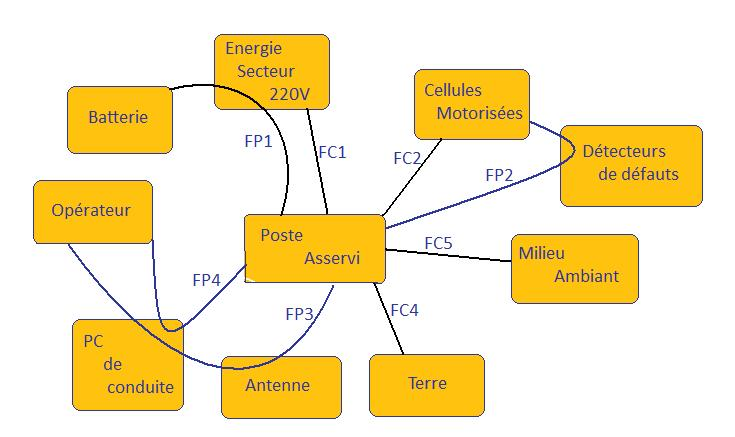 Energie
Secteur
220V
Batterie
Cellules
Motorisées
Détecteurs
de défauts
FP1
FC1
FC2
FP2
Opérateur
Poste
Asservi
FC5
Milieu
Ambiant
FP4
FP3
FC4
PC
de
conduite
Antenne
Terre